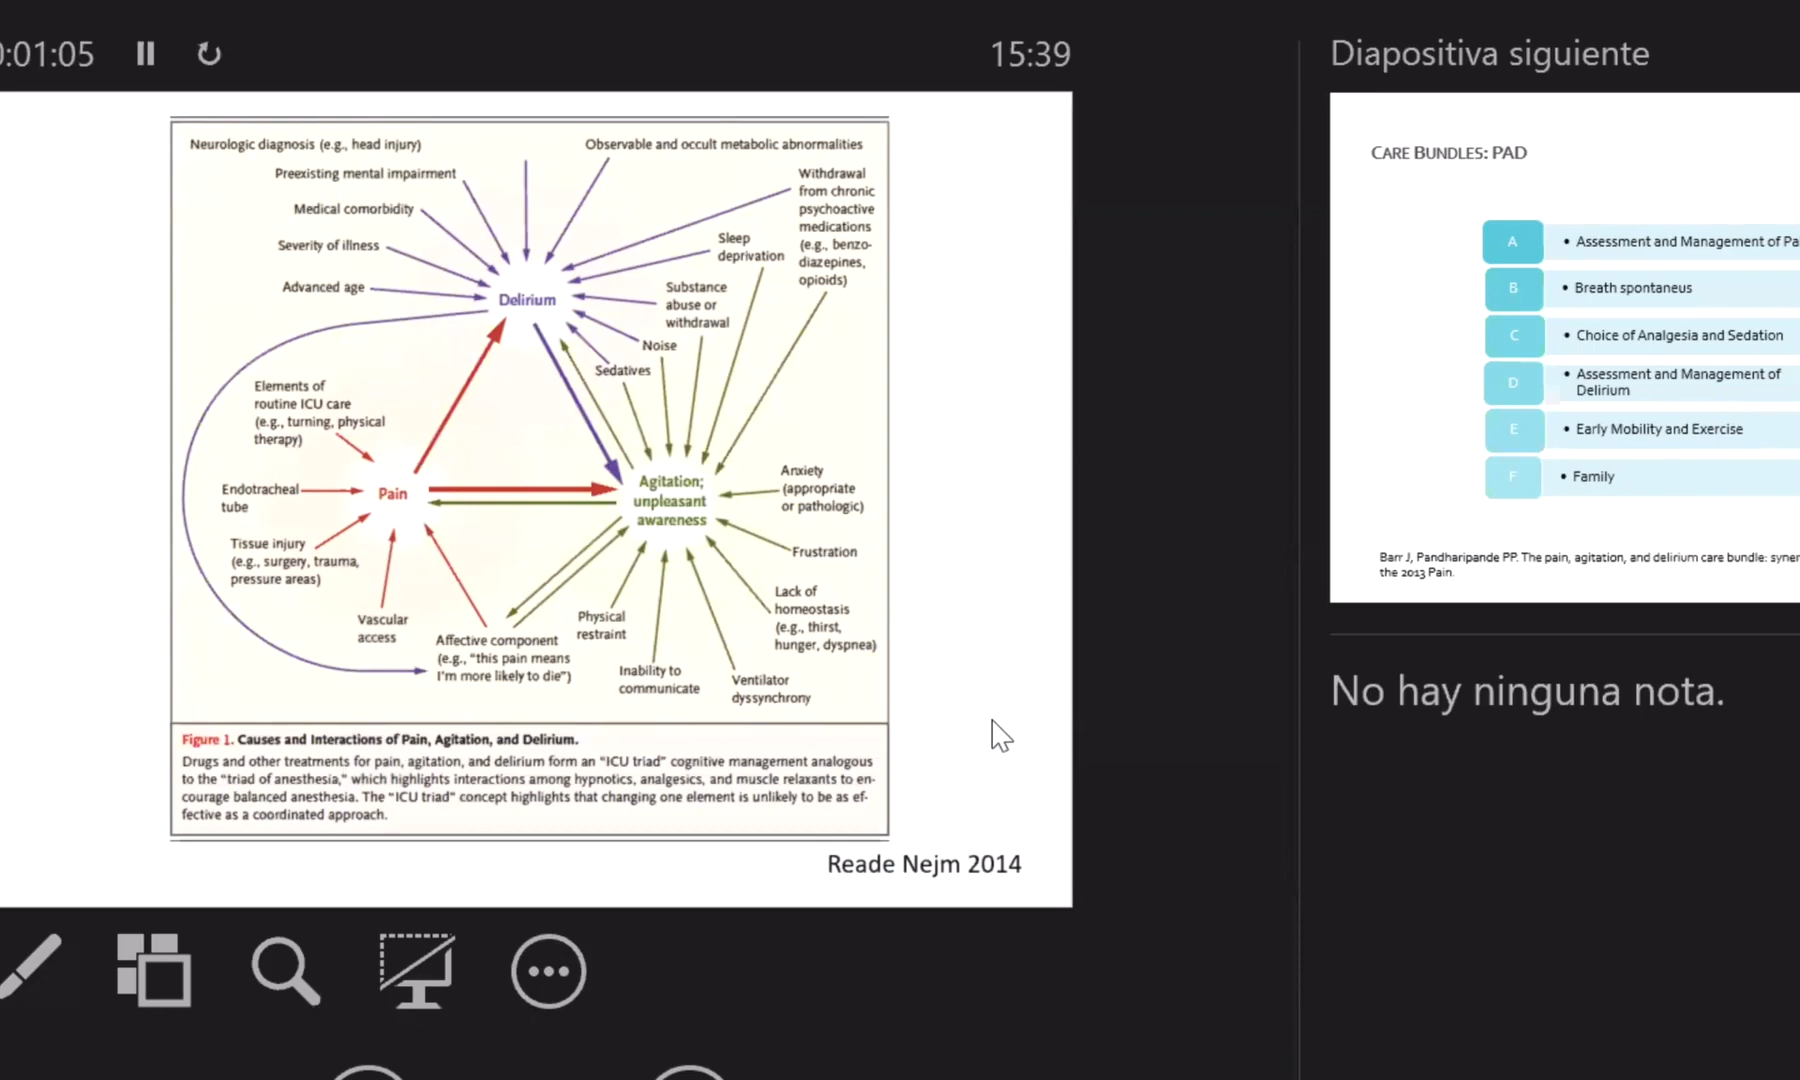 0:01:05
15:39
Neurologic diagnosis (e.g., head injury)
Observable and occult metabolic abnormalities
Preexisting mental impairment
Withdrawal
from chronic
psychoactive
medications
(e.g., benzo-
diazepines,
opioids)
Medical comorbidity
Severity of illness
Sleep
deprivation
Advanced age
Delirium
Substance
abuse or
withdrawal
Noise
Sedatives
Elements of
routine ICU care
(e.g., turning, physical
therapy)
Endotracheal
tube
Pain
Agitation;
unpleasant
awareness
Anxiety
(appropriate
or pathologic)
Tissue injury
(e.g., surgery, trauma,
pressure areas)
Frustration
Vascular
access
Affective component
(e.g., “this pain means
I'm more likely to die”)
Physical
restraint
Lack of
homeostasis
(e.g., thirst,
hunger, dyspnea)
Inability to
communicate
Ventilator
dyssynchrony
Figure 1. Causes and Interactions of Pain, Agitation, and Delirium.
Drugs and other treatments for pain, agitation, and delirium form an “ICU triad” cognitive management analogous
to the “triad of anesthesia,” which highlights interactions among hypnotics, analgesics, and muscle relaxants to en-
courage balanced anesthesia. The “ICU triad” concept highlights that changing one element is unlikely to be as ef-
fective as a coordinated approach.
Reade Nejm 2014
Diapositiva siguiente
CARE BUNDLES: PAD
A
• Assessment and Management of Pa
B
• Breath spontaneus
C
• Choice of Analgesia and Sedation
D
• Assessment and Management of
Delirium
E
• Early Mobility and Exercise
F
• Family
Barr J, Pandharipande PP. The pain, agitation, and delirium care bundle: syner
the 2013 Pain.
No hay ninguna nota.